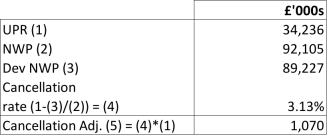 £'000s
UPR (1) 34,236
NWP (2) 92,105
Dev NWP (3) 89,227
Cancellation
rate (1-(3)/(2)) = (4) 3.13%
Cancellation Adj. (5) = (4)*(1) 1,070